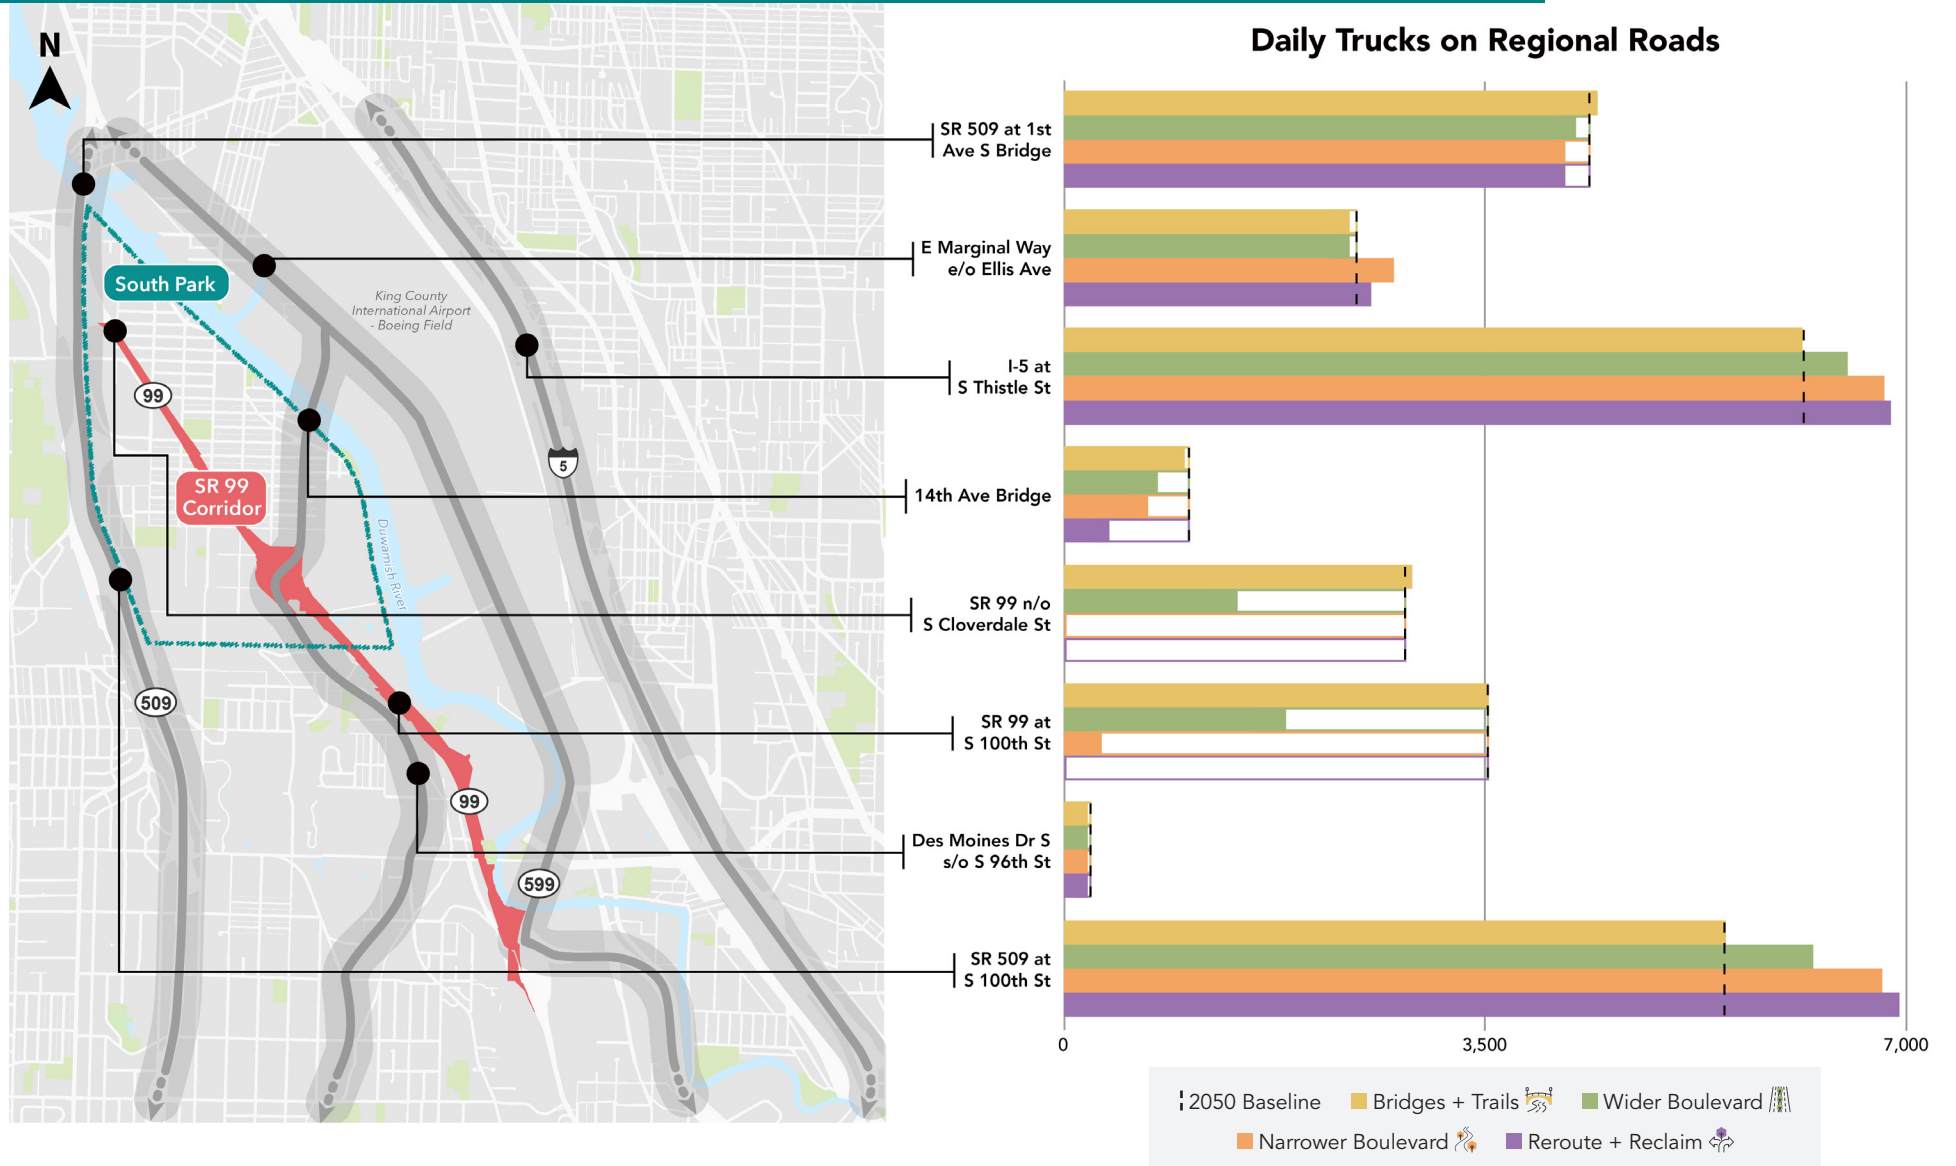 Daily Trucks on Regional Roads
N
SR 509 at 1st
Ave S Bridge
E Marginal Way
e/o Ellis Ave
I-5 at
S Thistle St
14th Ave Bridge
SR 99 n/o
S Cloverdale St
SR 99 at
S 100th St
Des Moines Dr S
s/o S 96th St
SR 509 at
S 100th St
South Park
King County
International Airport
- Boeing Field
99
5
SR 99
Corridor
Duwamish River
509
99
599
0
3,500
7,000
2050 Baseline
Bridges + Trails
Wider Boulevard
Narrower Boulevard
Reroute + Reclaim